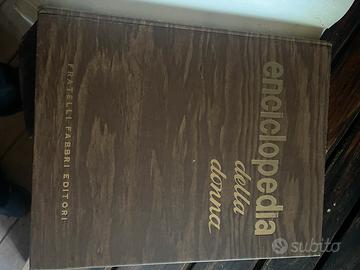 enciclopedia
della
donna
FRATELLI FABBRI EDITORI
subito